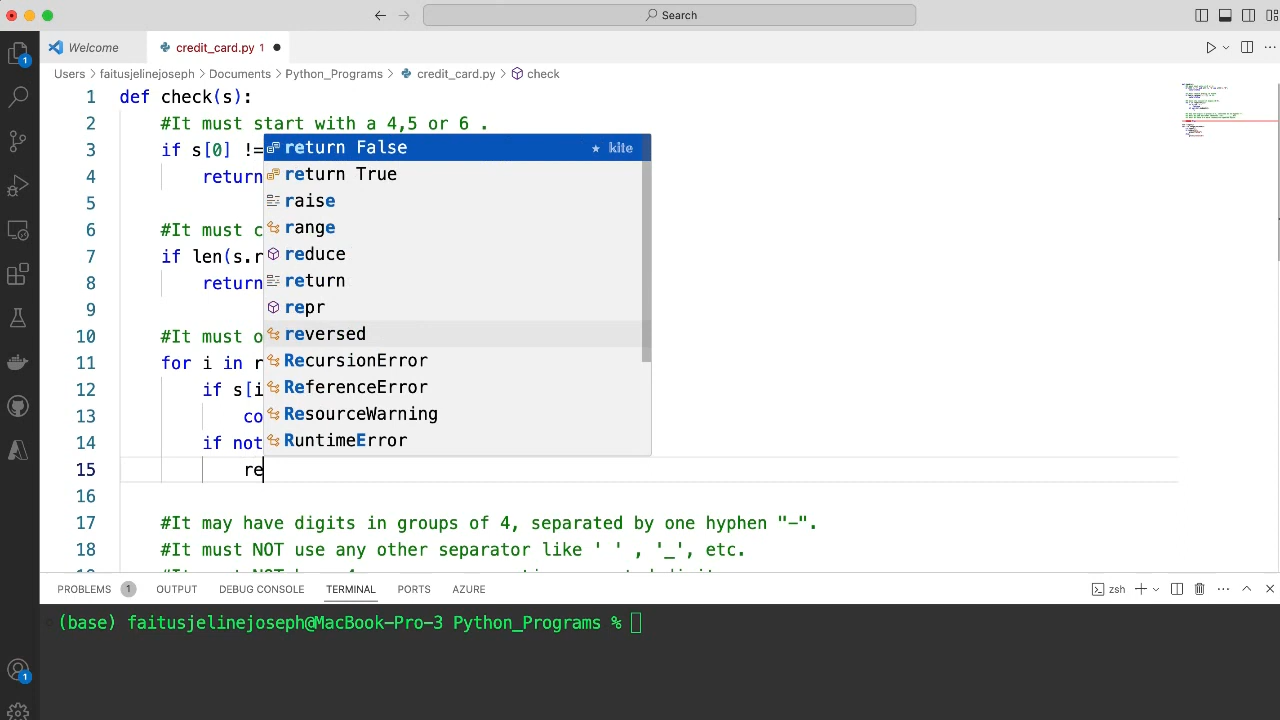 Search
Welcome
credit_card.py 1
Users > faitusjelinejoseph > Documents > Python_Programs > credit_card.py > check
1 def check(s):
2 #It must start with a 4,5 or 6 .
3 if s[0] !=
4 return
5
6 #It must c
7 if len(s.r
8 return
9
10 #It must o
11 for i in r
12 if s[i
13 co
14 if not
15 re
16
17 #It may have digits in groups of 4, separated by one hyphen "-".
18 #It must NOT use any other separator like ' ' , '_', etc.
return False kite
return True
raise
range
reduce
return
repr
reversed
RecursionError
ReferenceError
ResourceWarning
RuntimeError
PROBLEMS 1 OUTPUT DEBUG CONSOLE TERMINAL PORTS AZURE
zsh
(base) faitusjelinejoseph@MacBook-Pro-3 Python_Programs %
1
1